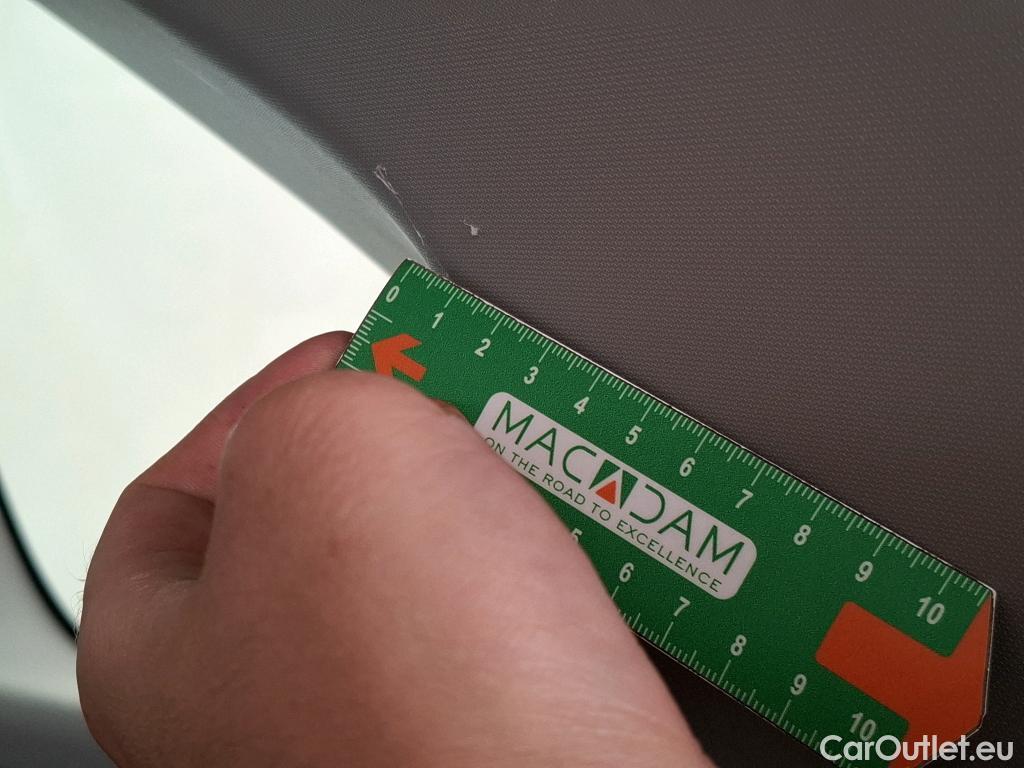 0 1 2 3 4 5 6 7 8 9 10
MACADAM
ON THE ROAD TO EXCELLENCE
5 6 7 8 9 10
CarOutlet.eu